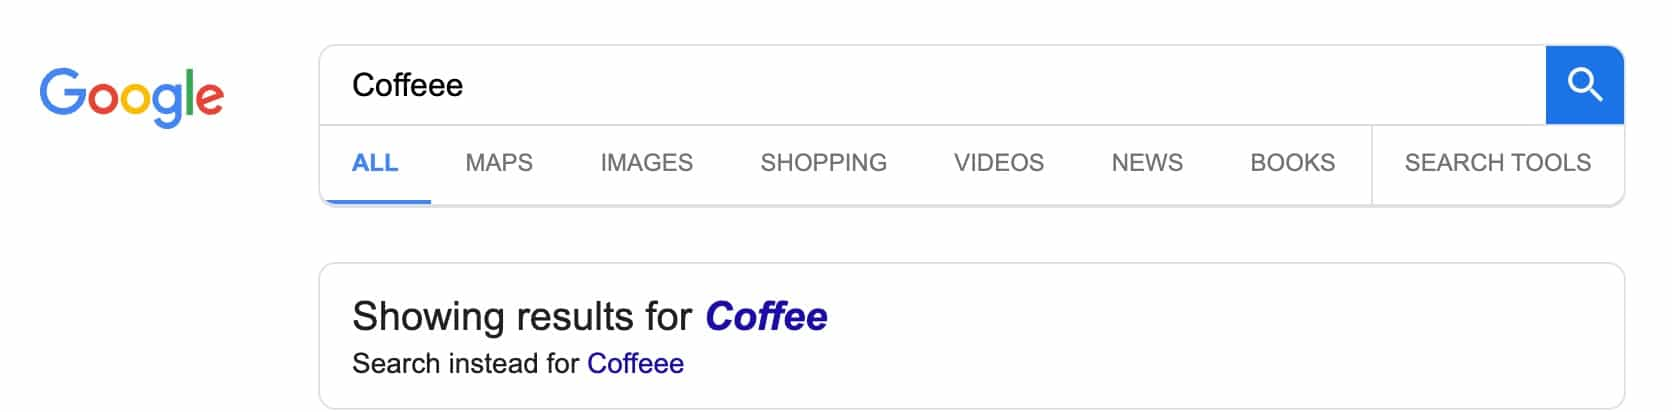 Google
Coffeee
ALL MAPS IMAGES SHOPPING VIDEOS NEWS BOOKS SEARCH TOOLS
Showing results for Coffee
Search instead for Coffeee